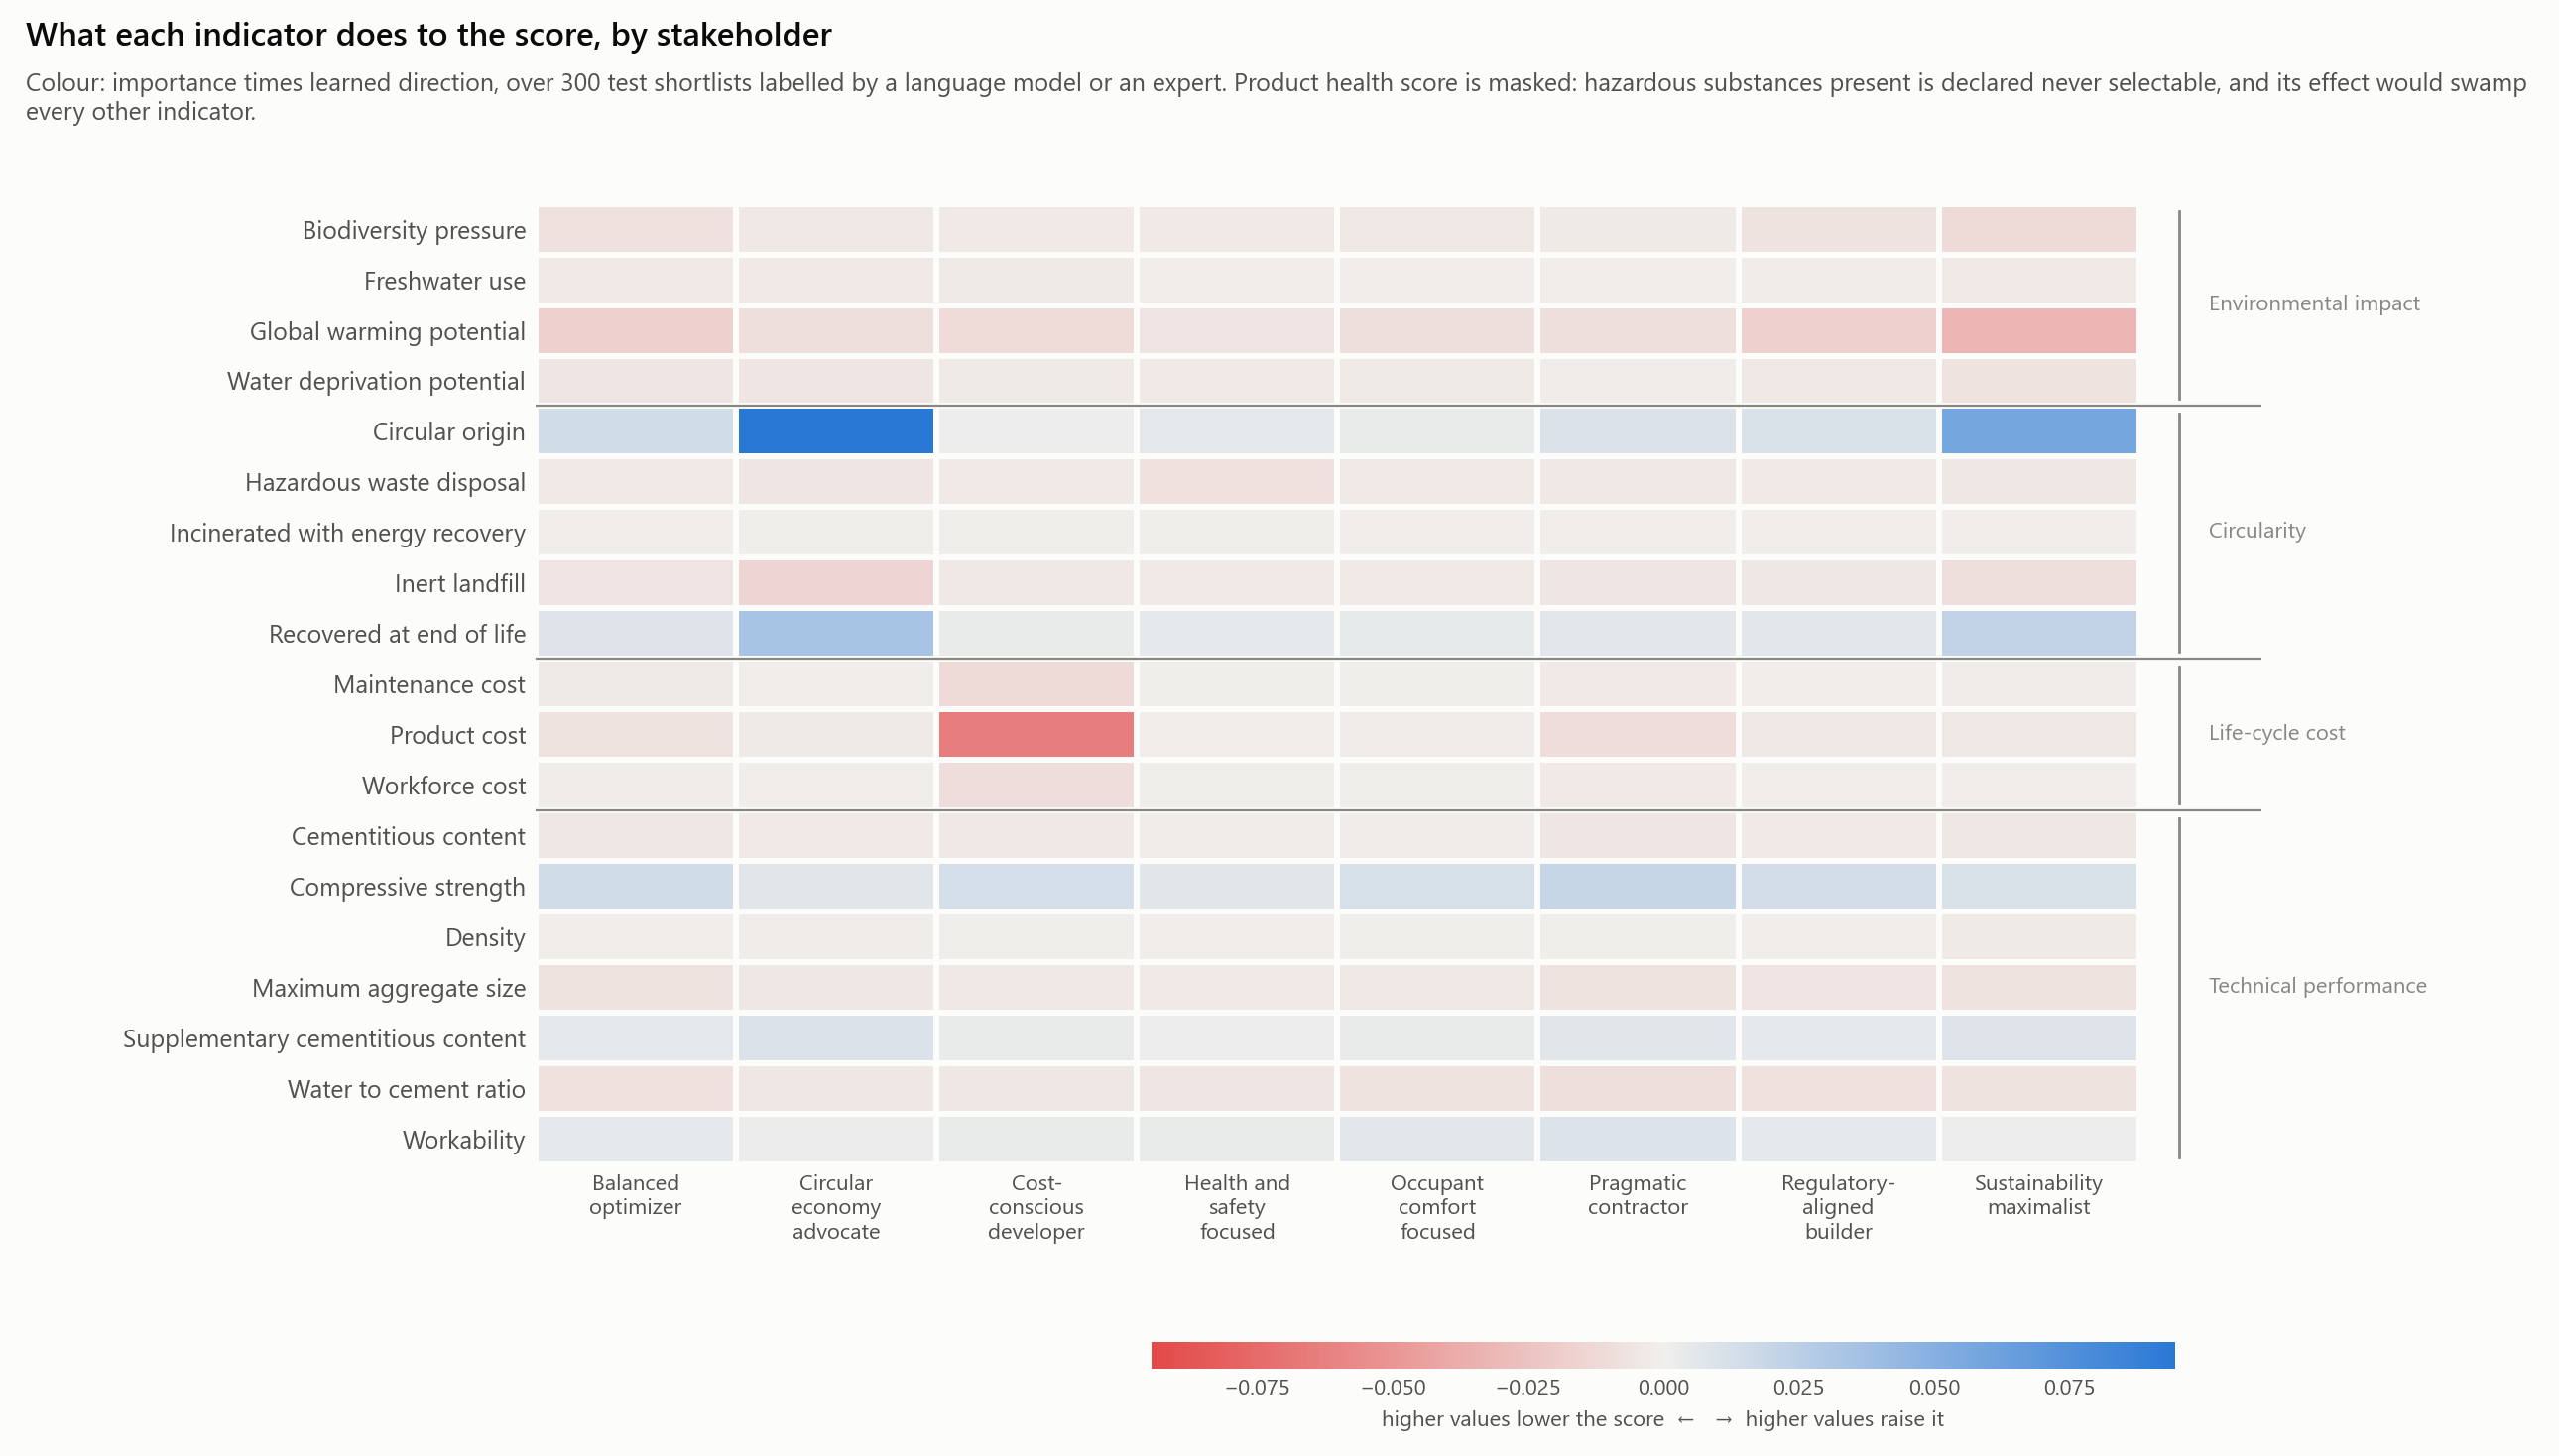 What each indicator does to the score, by stakeholder
Colour: importance times learned direction, over 300 test shortlists labelled by a language model or an expert. Product health score is masked: hazardous substances present is declared never selectable, and its effect would swamp
every other indicator.
Biodiversity pressure
Freshwater use
Global warming potential
Water deprivation potential
Environmental impact
Circular origin
Hazardous waste disposal
Incinerated with energy recovery
Inert landfill
Recovered at end of life
Circularity
Maintenance cost
Product cost
Workforce cost
Life-cycle cost
Cementitious content
Compressive strength
Density
Maximum aggregate size
Supplementary cementitious content
Water to cement ratio
Workability
Technical performance
Balanced
optimizer
Circular
economy
advocate
Cost-
conscious
developer
Health and
safety
focused
Occupant
comfort
focused
Pragmatic
contractor
Regulatory-
aligned
builder
Sustainability
maximalist
−0.075 −0.050 −0.025 0.000 0.025 0.050 0.075
higher values lower the score ← → higher values raise it